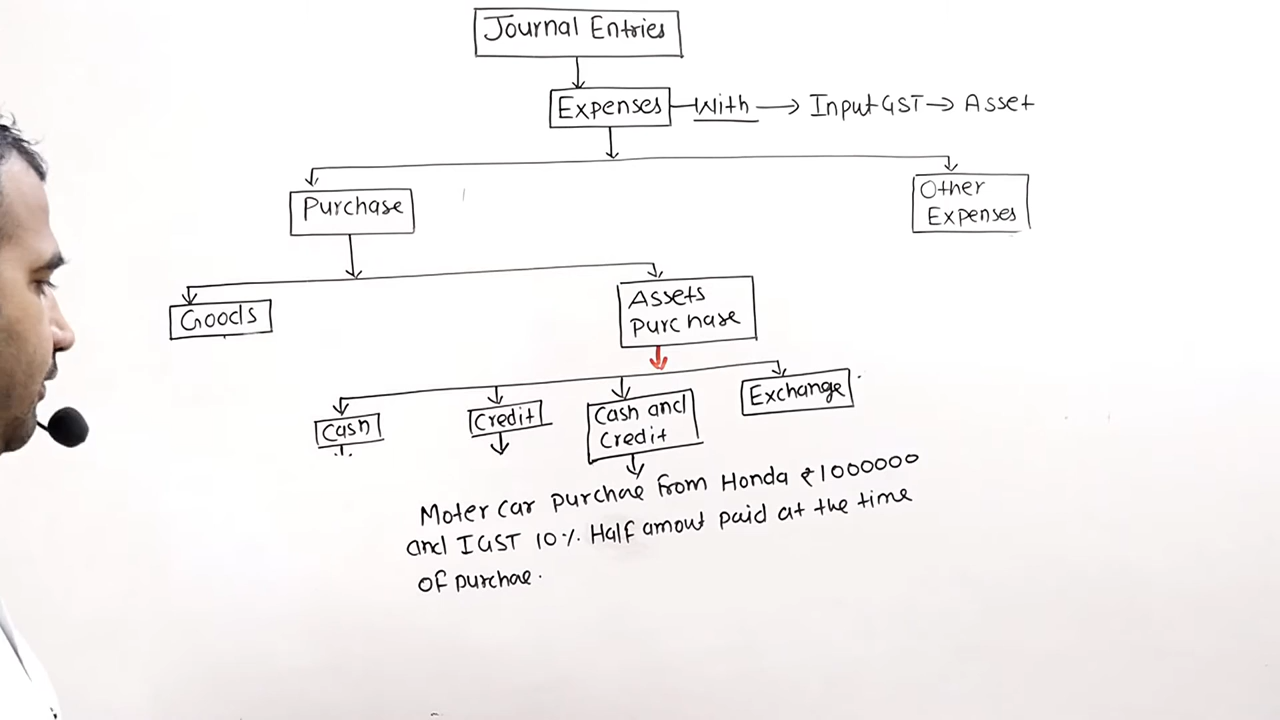 Journal Entries
Expenses With → Input GST → Asset
Purchase
Other
Expenses
Goods
Assets
Purchase
Cash
Credit
Cash and
Credit
Exchange
Moter car purchae from Honda ₹1000000
and IGST 10%. Half amout paid at the time
of purchae.